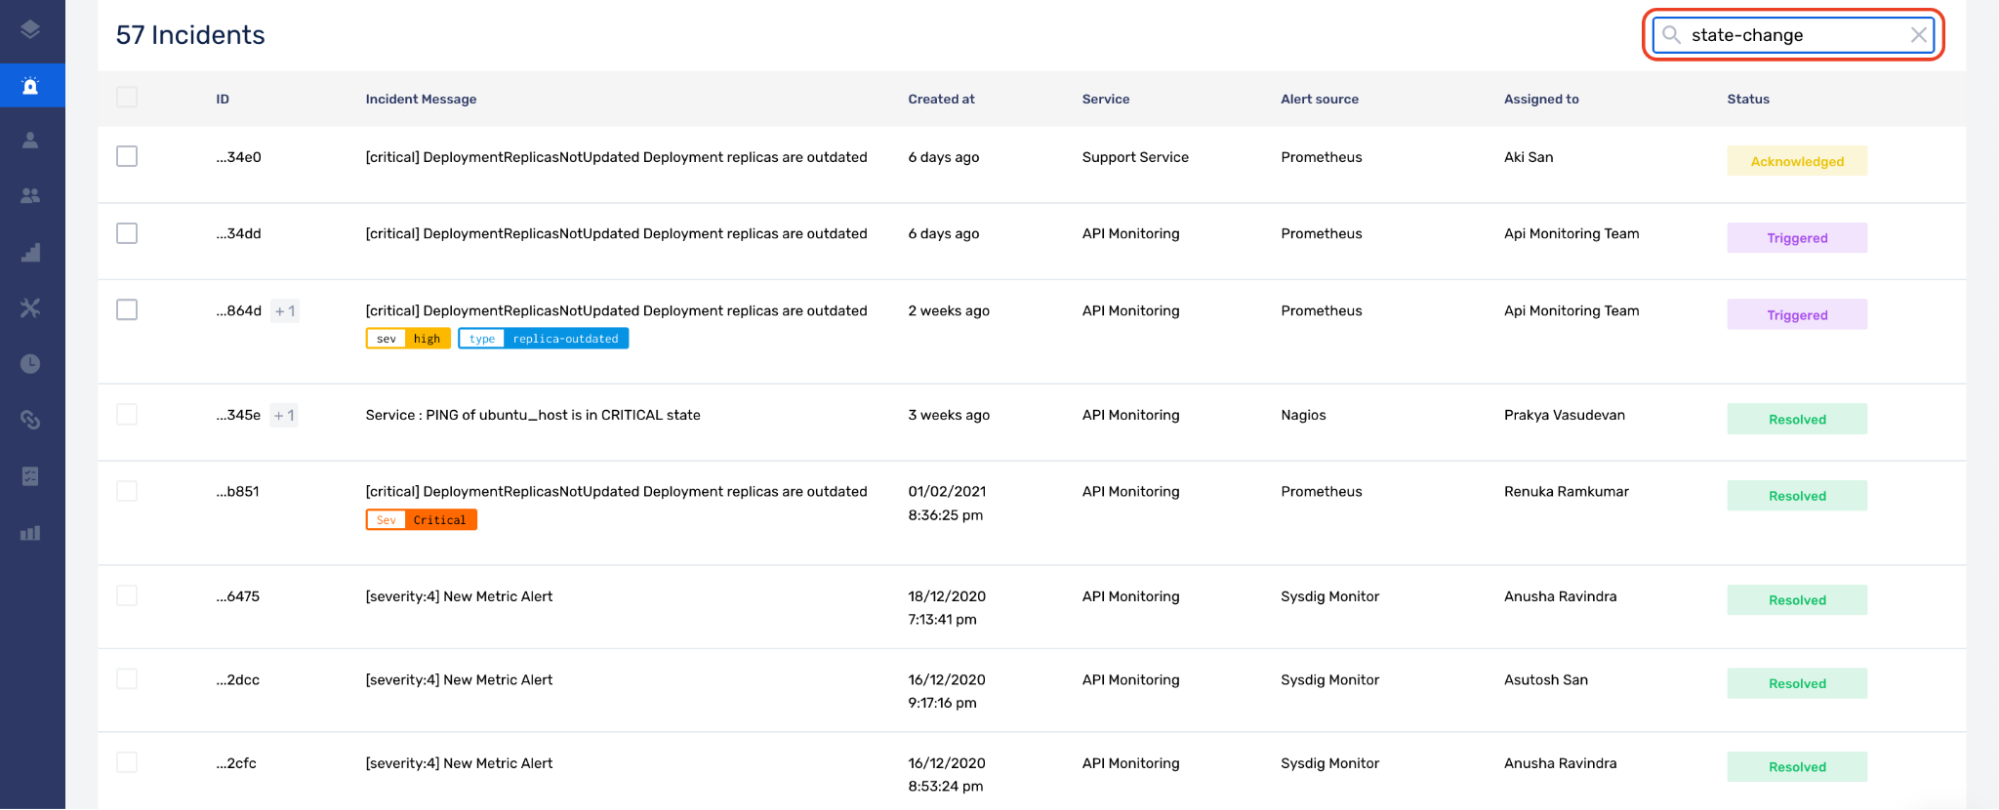 57 Incidents
state-change
ID Incident Message Created at Service Alert source Assigned to Status
...34e0 [critical] DeploymentReplicasNotUpdated Deployment replicas are outdated 6 days ago Support Service Prometheus Aki San Acknowledged
...34dd [critical] DeploymentReplicasNotUpdated Deployment replicas are outdated 6 days ago API Monitoring Prometheus Api Monitoring Team Triggered
...864d + 1 [critical] DeploymentReplicasNotUpdated Deployment replicas are outdated 2 weeks ago API Monitoring Prometheus Api Monitoring Team Triggered
sev high type replica-outdated
...345e + 1 Service : PING of ubuntu_host is in CRITICAL state 3 weeks ago API Monitoring Nagios Prakya Vasudevan Resolved
...b851 [critical] DeploymentReplicasNotUpdated Deployment replicas are outdated 01/02/2021 API Monitoring Prometheus Renuka Ramkumar Resolved
Sev Critical 8:36:25 pm
...6475 [severity:4] New Metric Alert 18/12/2020 API Monitoring Sysdig Monitor Anusha Ravindra Resolved
7:13:41 pm
...2dcc [severity:4] New Metric Alert 16/12/2020 API Monitoring Sysdig Monitor Asutosh San Resolved
9:17:16 pm
...2cfc [severity:4] New Metric Alert 16/12/2020 API Monitoring Sysdig Monitor Anusha Ravindra Resolved
8:53:24 pm